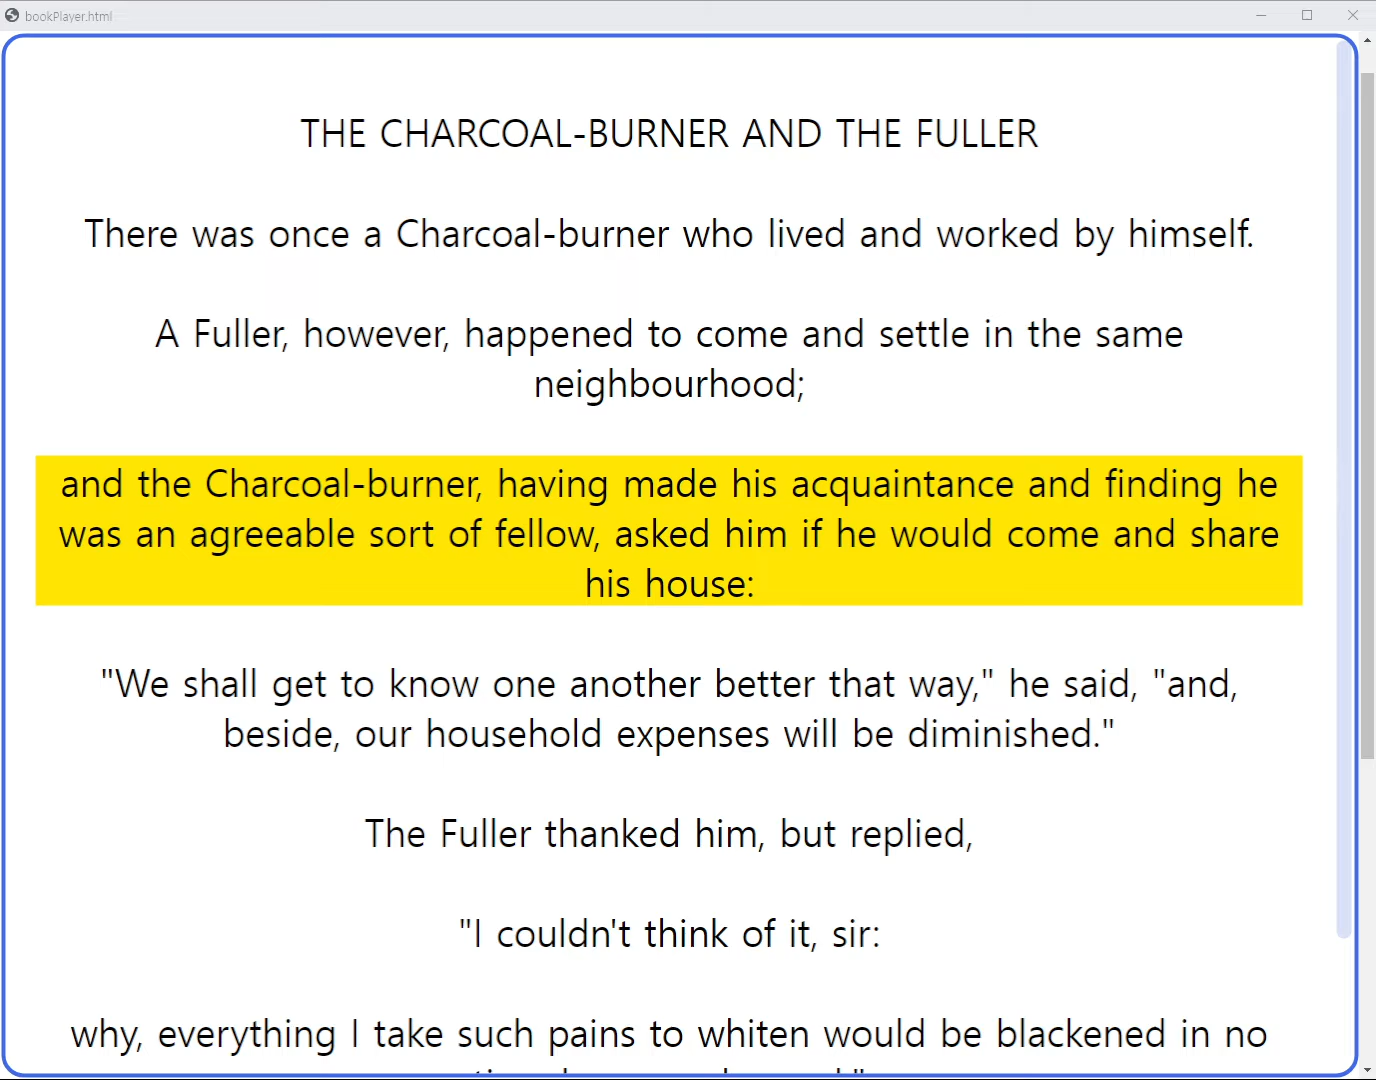 bookPlayer.html
THE CHARCOAL-BURNER AND THE FULLER
There was once a Charcoal-burner who lived and worked by himself.
A Fuller, however, happened to come and settle in the same
neighbourhood;
and the Charcoal-burner, having made his acquaintance and finding he
was an agreeable sort of fellow, asked him if he would come and share
his house:
"We shall get to know one another better that way," he said, "and,
beside, our household expenses will be diminished."
The Fuller thanked him, but replied,
"I couldn't think of it, sir:
why, everything I take such pains to whiten would be blackened in no